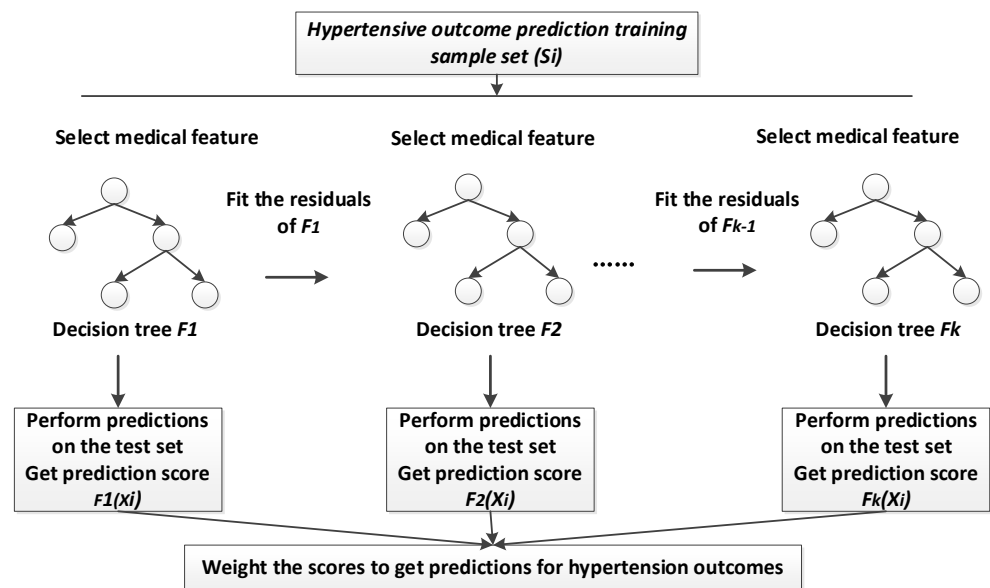 Hypertensive outcome prediction training
sample set (Si)
Select medical feature
Select medical feature
Select medical feature
Fit the residuals
of F1
Fit the residuals
of Fk-1
......
Decision tree F1
Decision tree F2
Decision tree Fk
Perform predictions
on the test set
Get prediction score
F1(Xi)
Perform predictions
on the test set
Get prediction score
F2(Xi)
Perform predictions
on the test set
Get prediction score
Fk(Xi)
Weight the scores to get predictions for hypertension outcomes